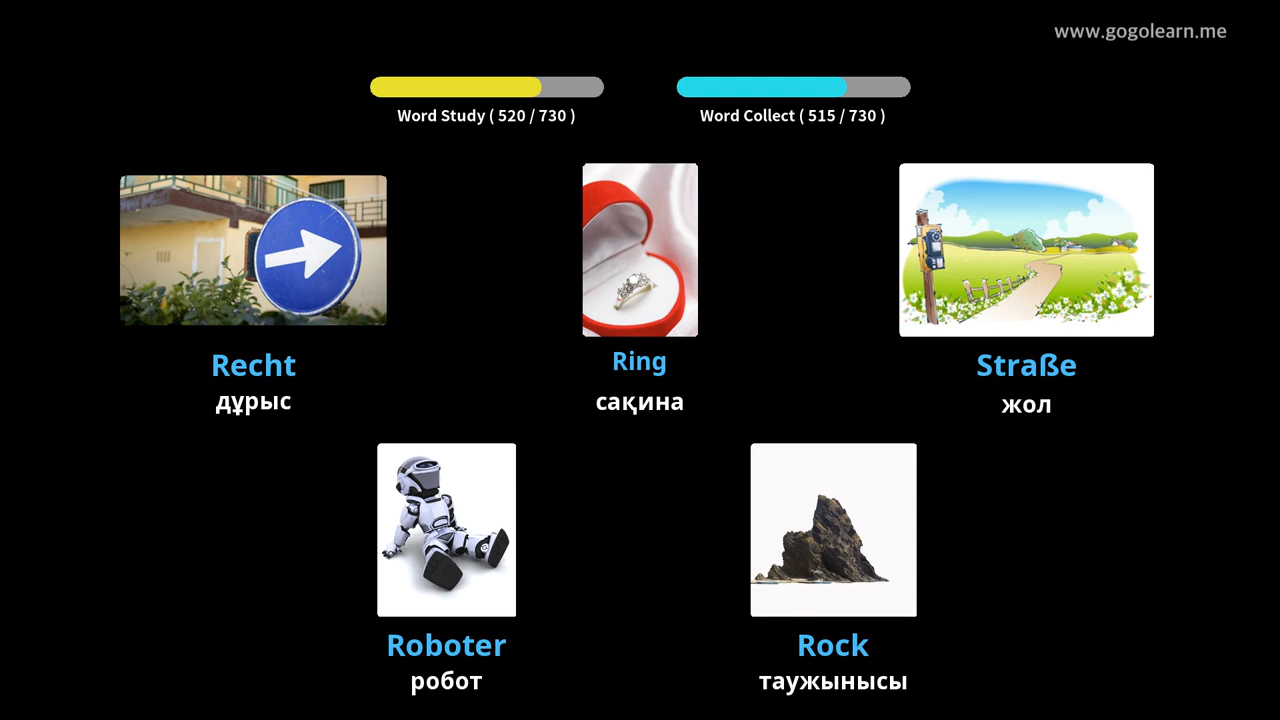 www.gogolearn.me
Word Study ( 520 / 730 )
Word Collect ( 515 / 730 )
Recht
дұрыс
Ring
сақина
Straße
жол
Roboter
робот
Rock
таужынысы